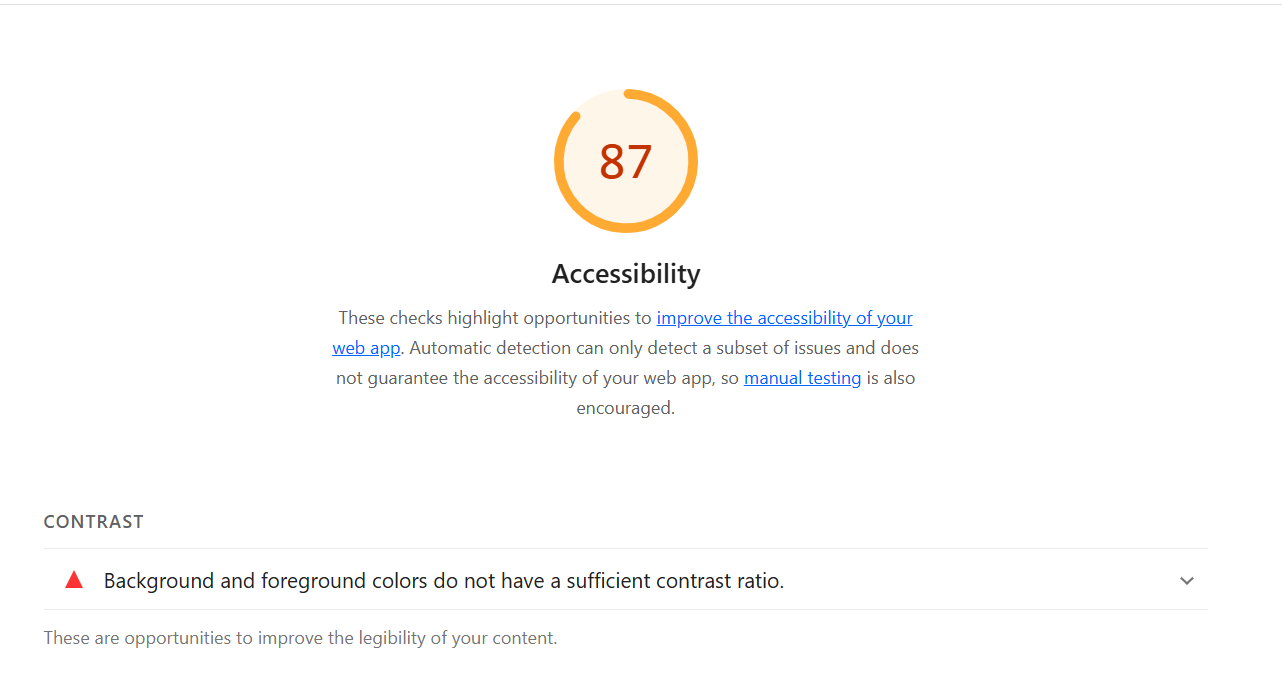 87
Accessibility
These checks highlight opportunities to improve the accessibility of your
web app. Automatic detection can only detect a subset of issues and does
not guarantee the accessibility of your web app, so manual testing is also
encouraged.
CONTRAST
Background and foreground colors do not have a sufficient contrast ratio.
These are opportunities to improve the legibility of your content.